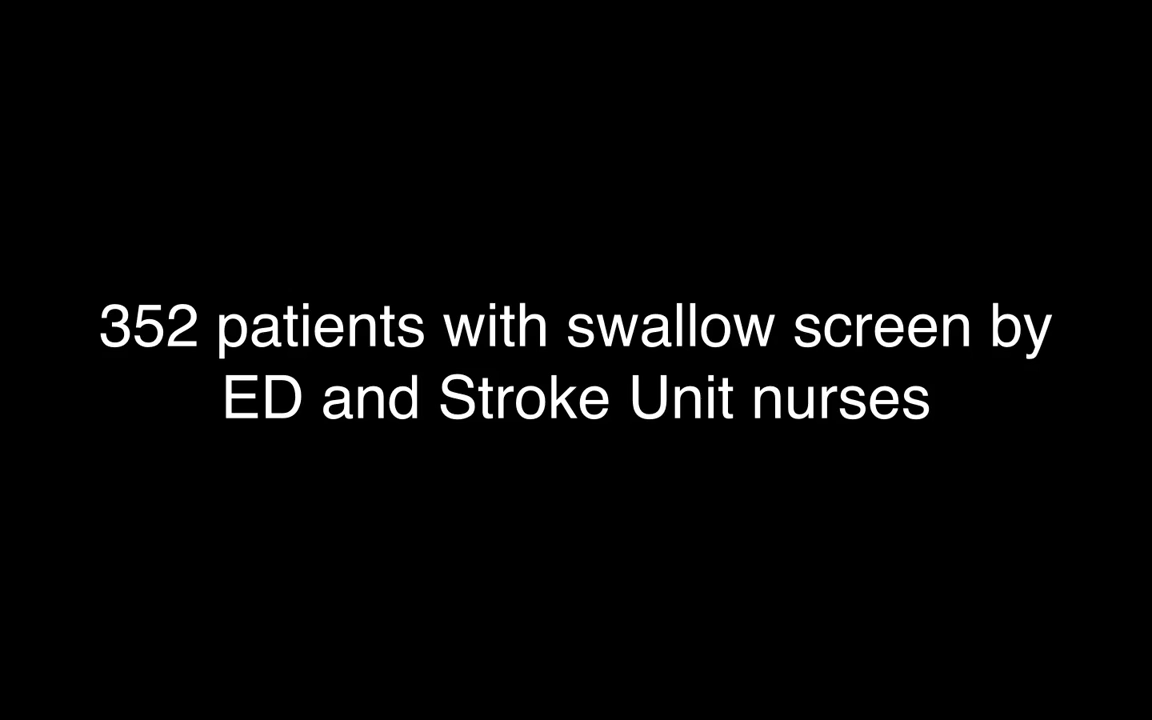 352 patients with swallow screen by
ED and Stroke Unit nurses